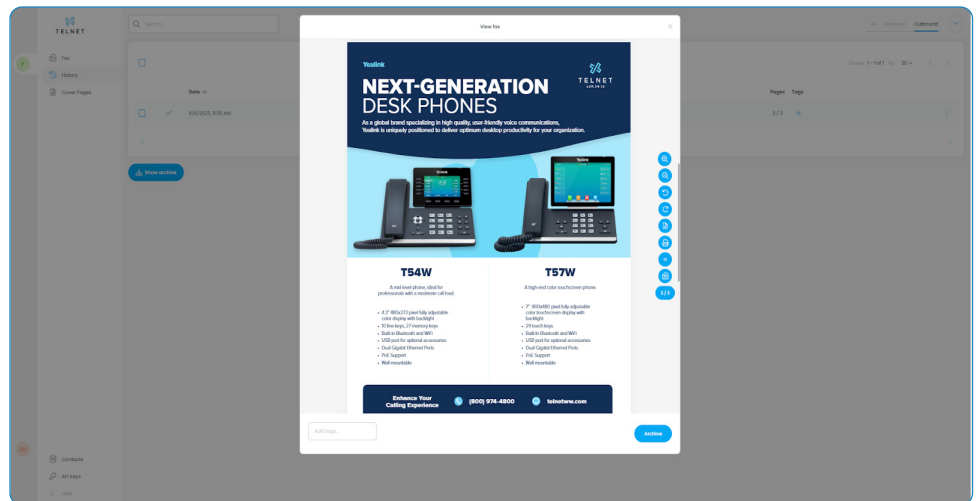 TELNET
Search...
All
Received
Outbound
View fax
Fax
History
Cover Pages
Date
Pages Tags
2/2
Show archive
Yealink
TELNET
NEXT-GENERATION
DESK PHONES
As a global brand specializing in high quality, user-friendly voice communications,
Yealink is uniquely positioned to deliver optimum desktop productivity for your organization.
T54W
A mid-level phone, ideal for
professionals with a moderate call load.
• 4.3" 480x272 pixel fully adjustable
color display with backlight
• 10 line keys, 27 memory keys
• Built-in Bluetooth and WiFi
• USB port for optional accessories
• Dual Gigabit Ethernet Ports
• PoE Support
• Wall mountable
T57W
A high-end color touchscreen phone.
• 7" 800x480 pixel fully adjustable
color touchscreen display with
backlight
• 29 touch keys
• Built-in Bluetooth and WiFi
• USB port for optional accessories
• Dual Gigabit Ethernet Ports
• PoE Support
• Wall mountable
2/2
Enhance Your
Calling Experience
(800) 974-4800
telnetww.com
Add tags...
Archive
Contacts
API Keys